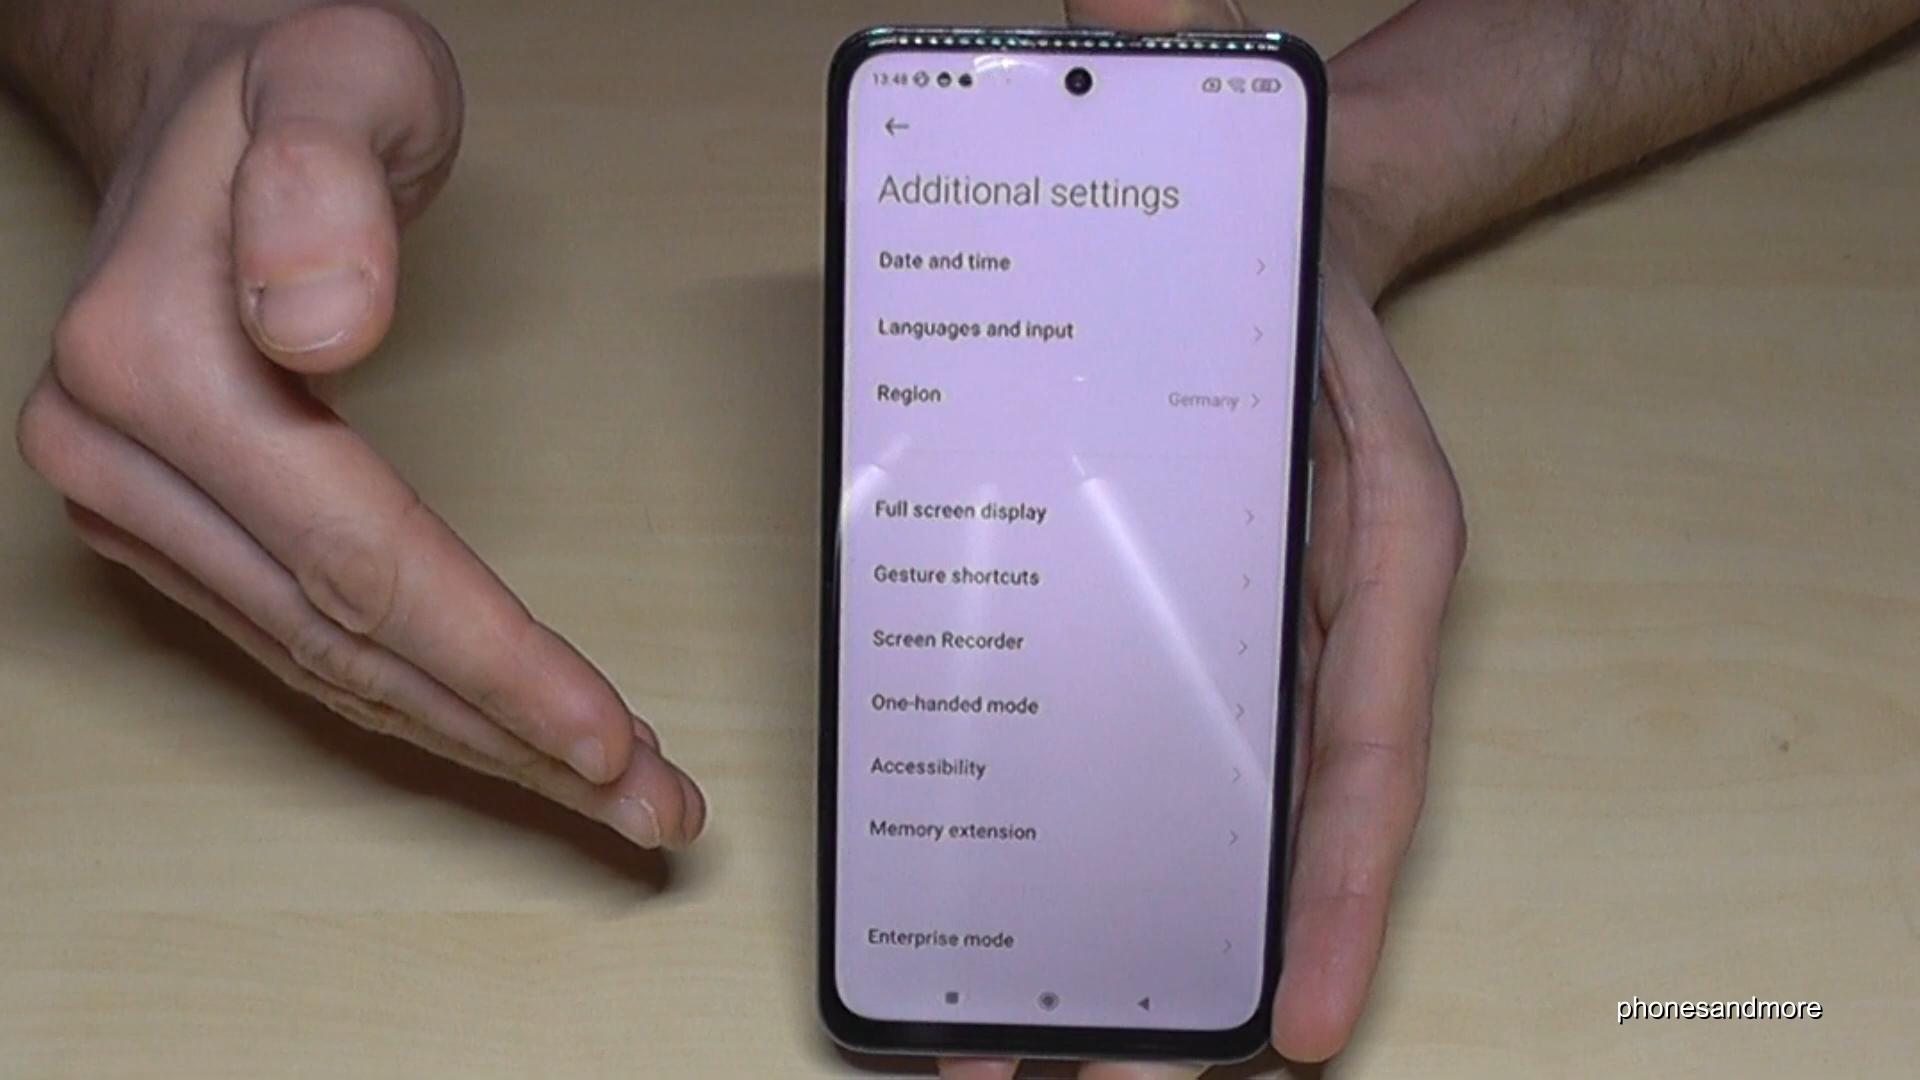 13:48
Additional settings
Date and time
Languages and input
Region
Germany
Full screen display
Gesture shortcuts
Screen Recorder
One-handed mode
Accessibility
Memory extension
Enterprise mode
phonesandmore